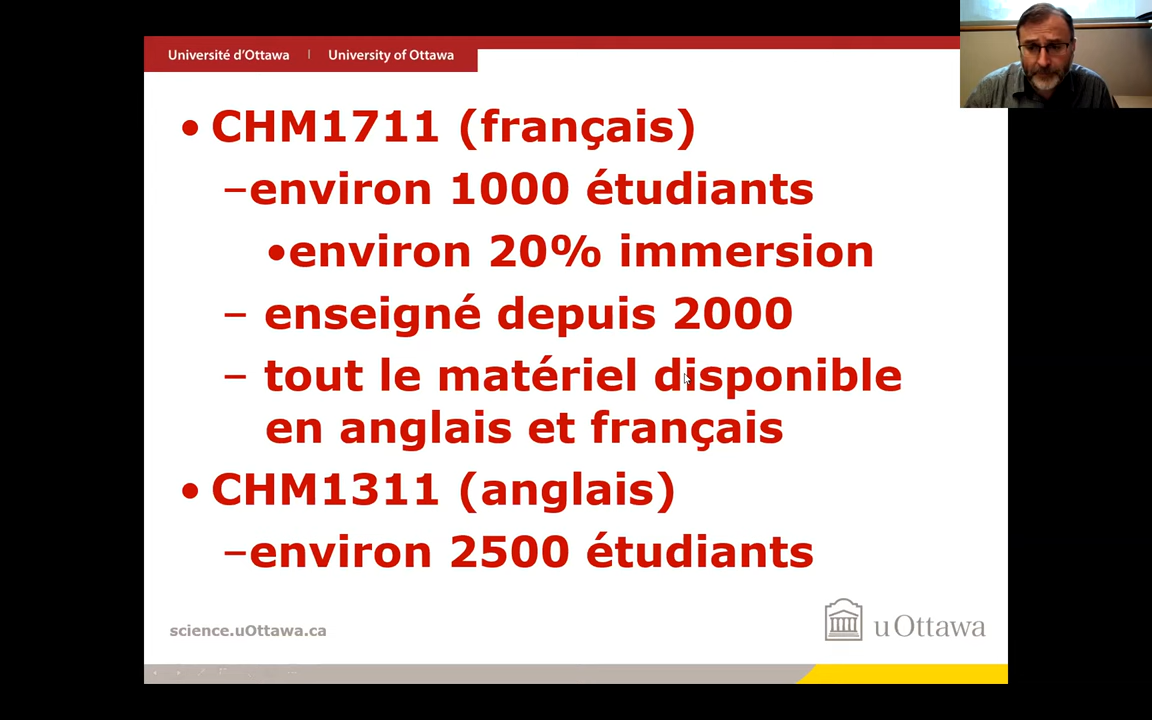 Université d'Ottawa | University of Ottawa
• CHM1711 (français)
–environ 1000 étudiants
•environ 20% immersion
– enseigné depuis 2000
– tout le matériel disponible
en anglais et français
• CHM1311 (anglais)
–environ 2500 étudiants
science.uOttawa.ca
uOttawa